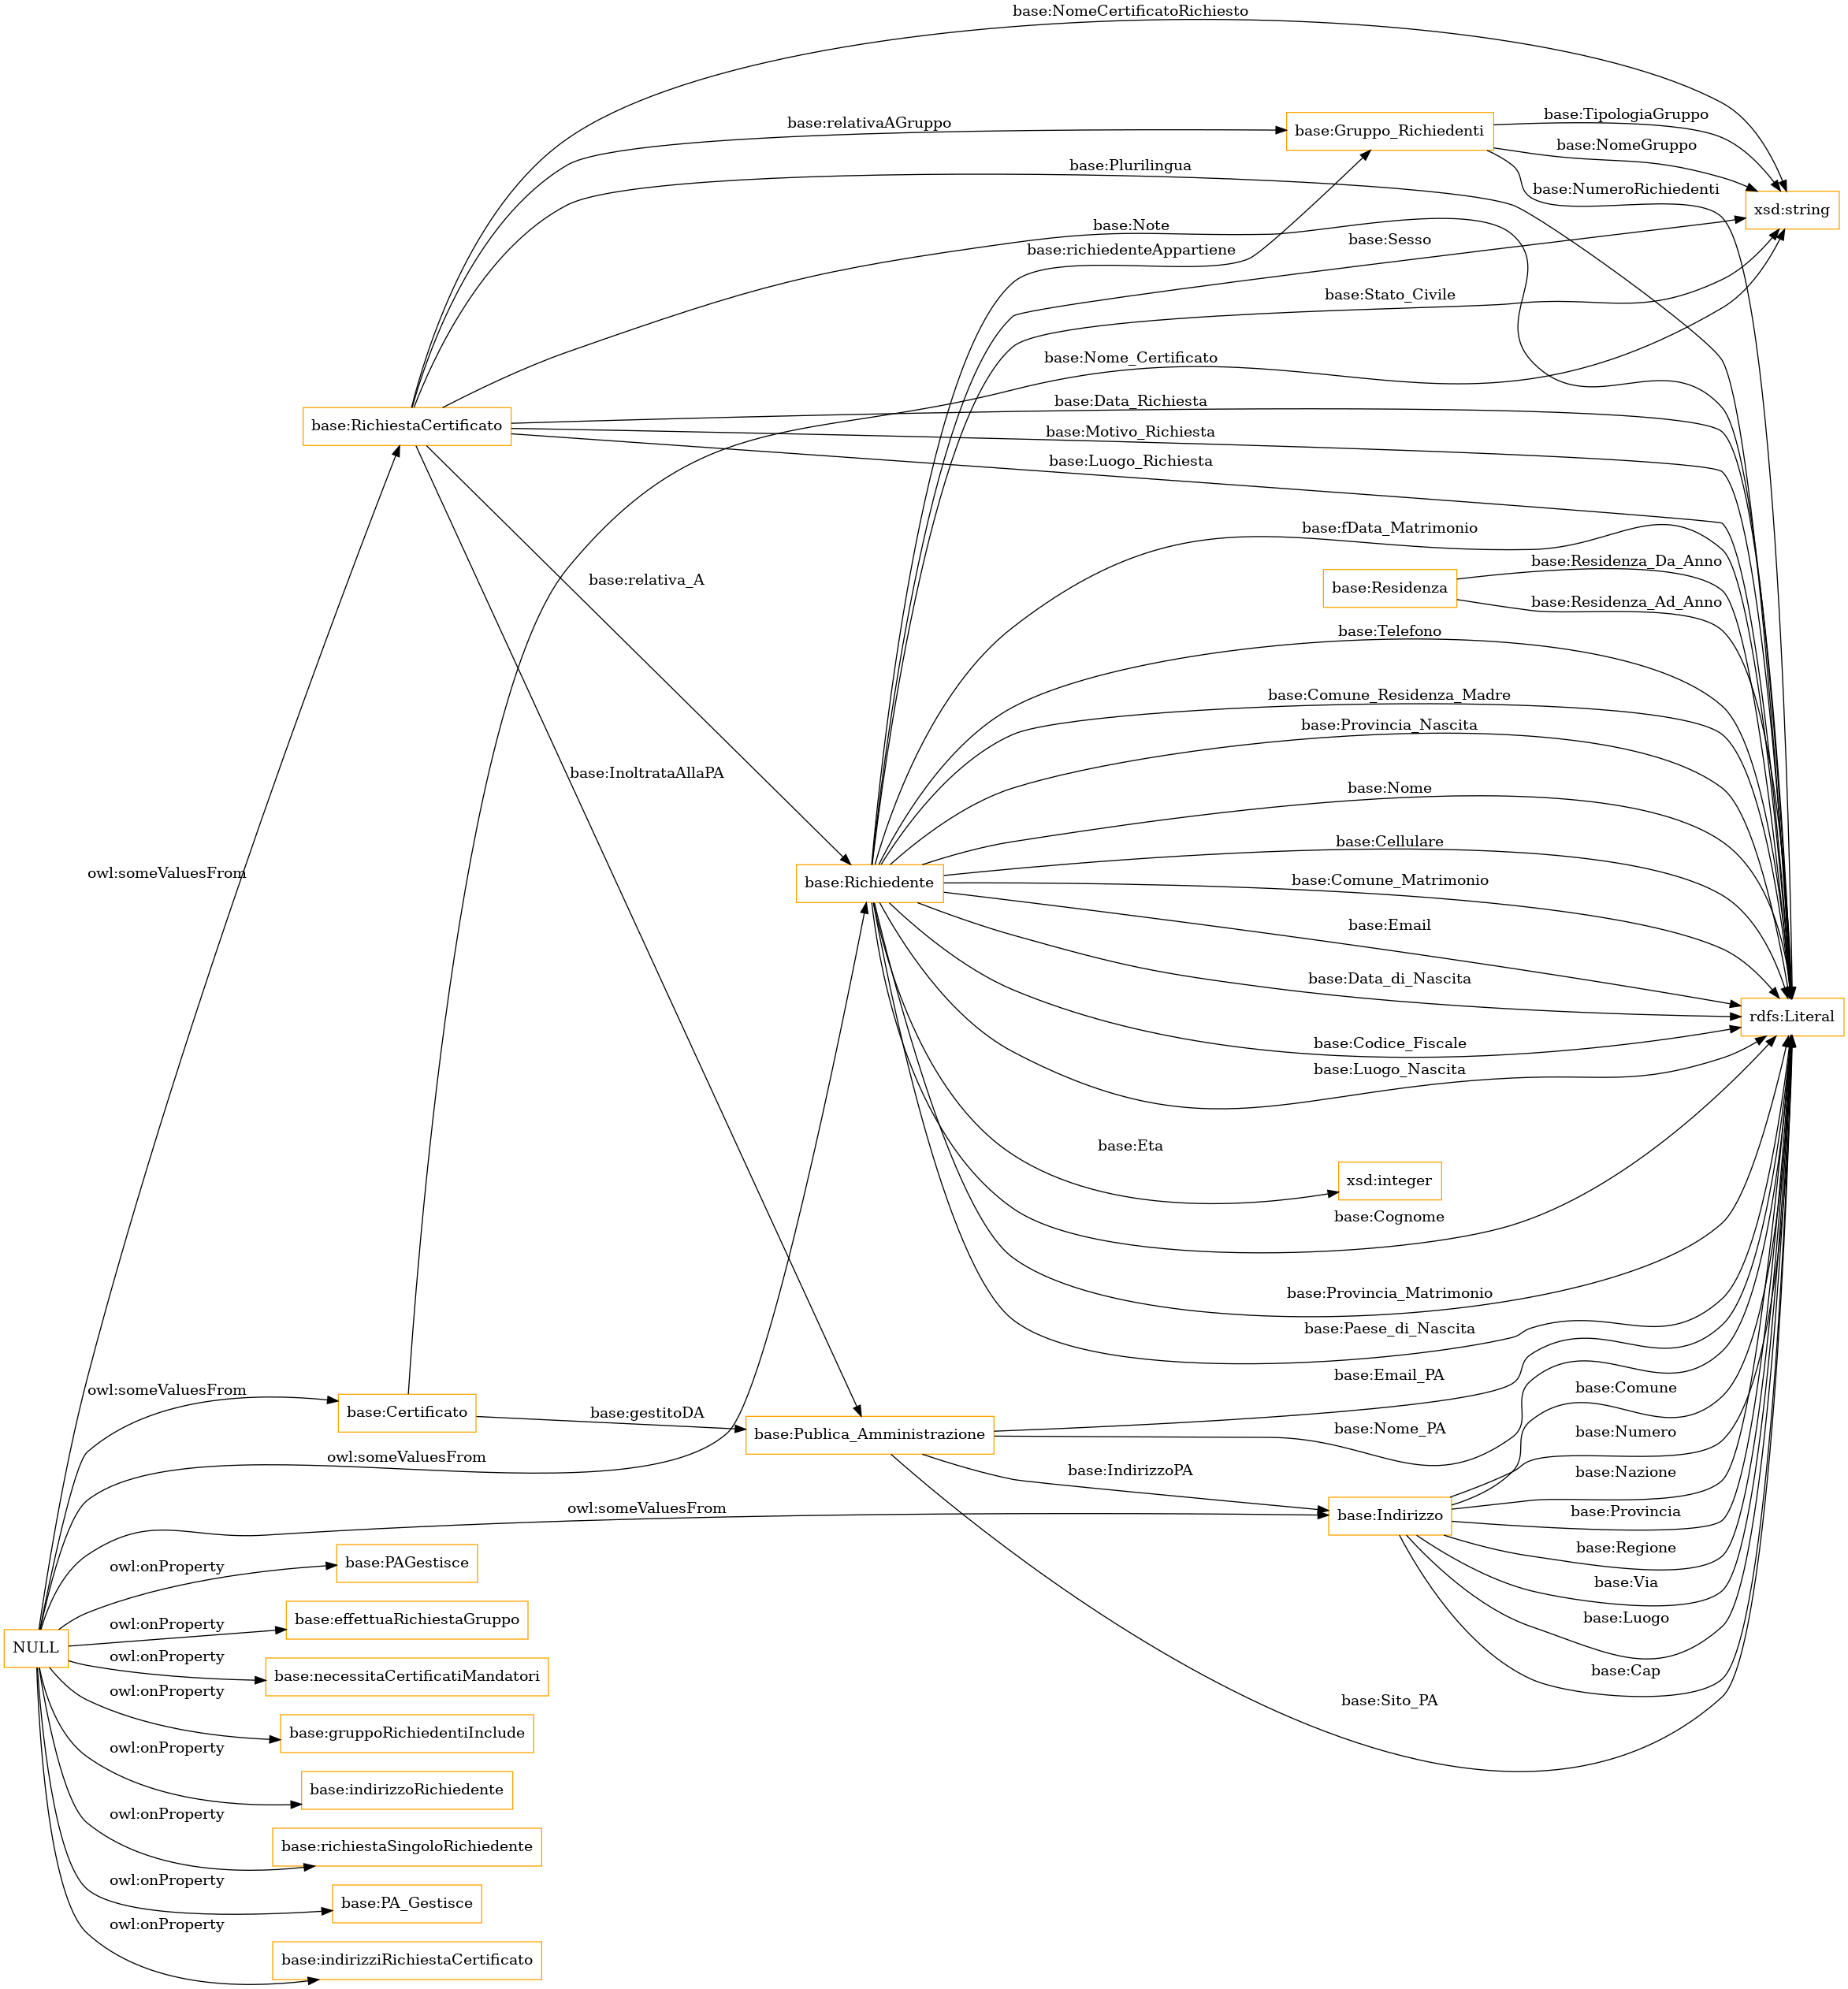 base:NomeCertificatoRichiesto
base:TipologiaGruppo
base:relativaAGruppo
base:Gruppo_Richiedenti
base:NomeGruppo
base:Plurilingua
base:NumeroRichiedenti
xsd:string
base:Note
base:Sesso
base:richiedenteAppartiene
base:Stato_Civile
base:Nome_Certificato
base:Data_Richiesta
base:RichiestaCertificato
base:Motivo_Richiesta
base:Luogo_Richiesta
base:fData_Matrimonio
base:Residenza_Da_Anno
base:relativa_A
base:Residenza
base:Residenza_Ad_Anno
base:Telefono
base:Comune_Residenza_Madre
base:Provincia_Nascita
base:InoltrataAllaPA
base:Nome
base:Cellulare
owl:someValuesFrom
base:Richiedente
base:Comune_Matrimonio
base:Email
base:Data_di_Nascita
rdfs:Literal
base:Codice_Fiscale
base:Luogo_Nascita
base:Eta
xsd:integer
base:Cognome
base:Provincia_Matrimonio
base:Paese_di_Nascita
base:Email_PA
owl:someValuesFrom
base:Comune
base:Certificato
base:gestitoDA
base:Nome_PA
base:Publica_Amministrazione
base:Numero
owl:someValuesFrom
base:IndirizzoPA
base:Nazione
owl:someValuesFrom
base:Indirizzo
base:Provincia
base:Regione
owl:onProperty
base:PAGestisce
base:Via
owl:onProperty
base:effettuaRichiestaGruppo
base:Luogo
NULL
owl:onProperty
base:necessitaCertificatiMandatori
base:Cap
owl:onProperty
base:Sito_PA
base:gruppoRichiedentiInclude
owl:onProperty
base:indirizzoRichiedente
owl:onProperty
base:richiestaSingoloRichiedente
owl:onProperty
base:PA_Gestisce
owl:onProperty
base:indirizziRichiestaCertificato